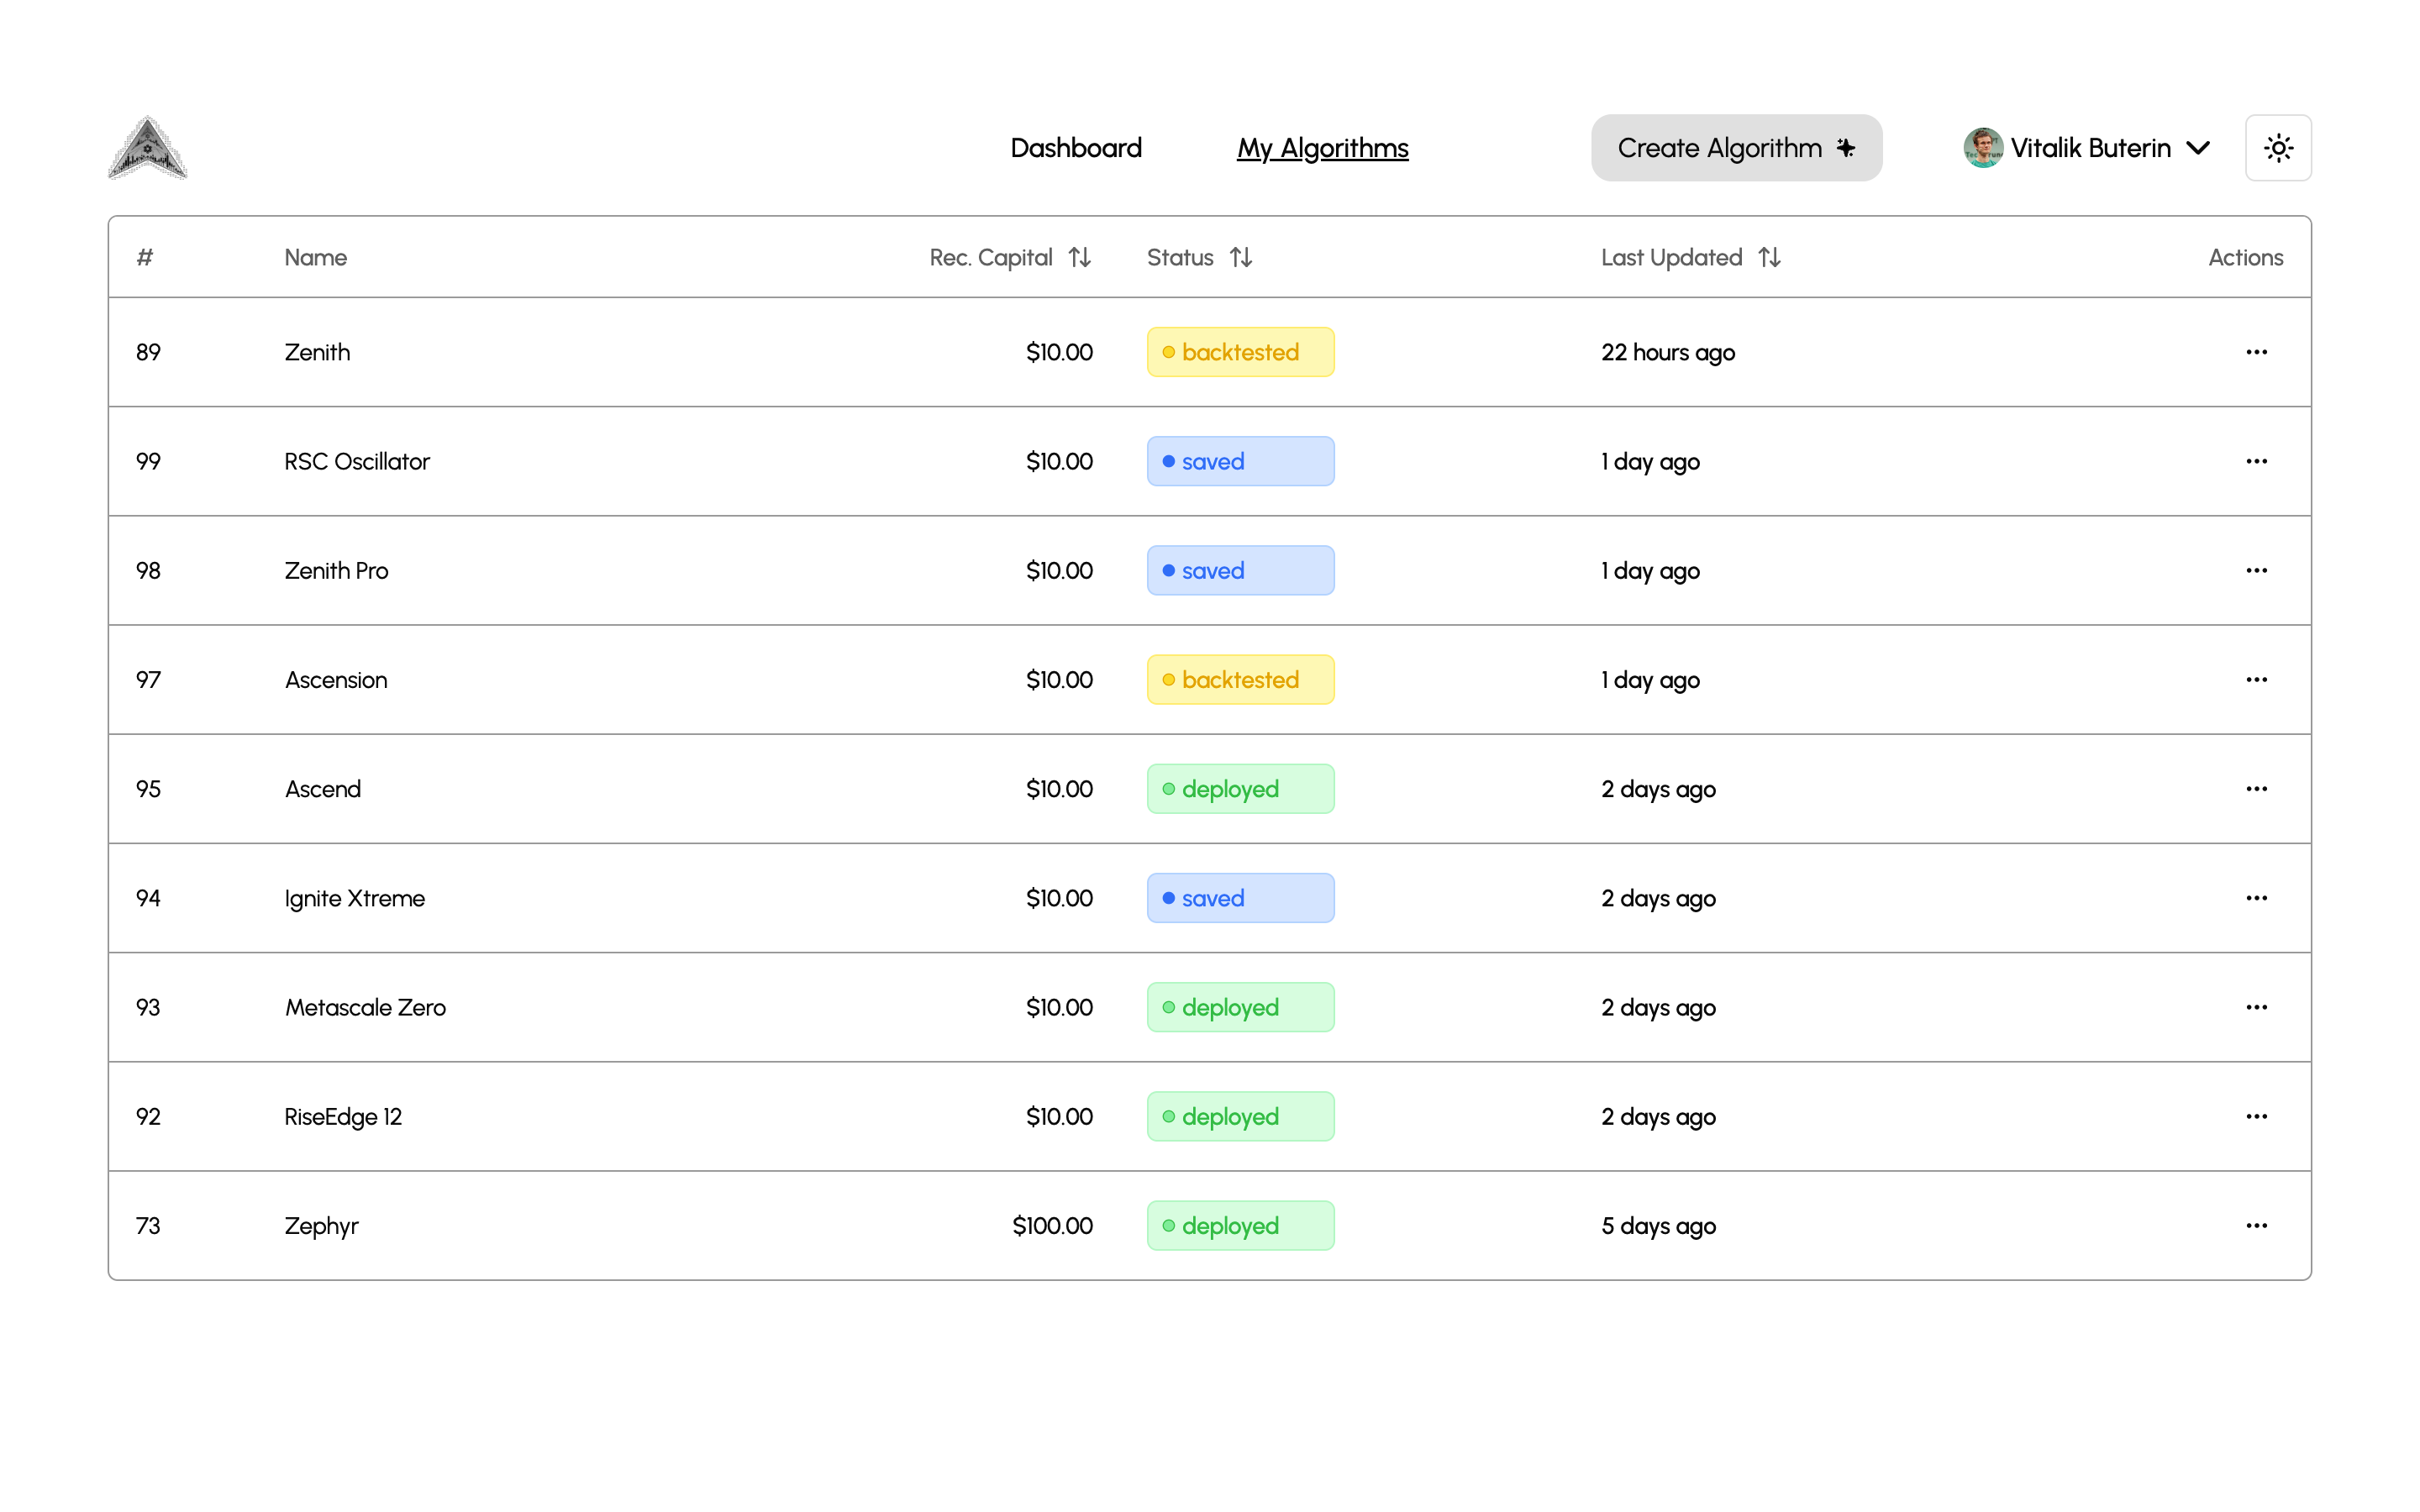 Dashboard My Algorithms Create Algorithm Vitalik Buterin
# Name Rec. Capital Status Last Updated Actions
89 Zenith $10.00 backtested 22 hours ago
99 RSC Oscillator $10.00 saved 1 day ago
98 Zenith Pro $10.00 saved 1 day ago
97 Ascension $10.00 backtested 1 day ago
95 Ascend $10.00 deployed 2 days ago
94 Ignite Xtreme $10.00 saved 2 days ago
93 Metascale Zero $10.00 deployed 2 days ago
92 RiseEdge 12 $10.00 deployed 2 days ago
73 Zephyr $100.00 deployed 5 days ago